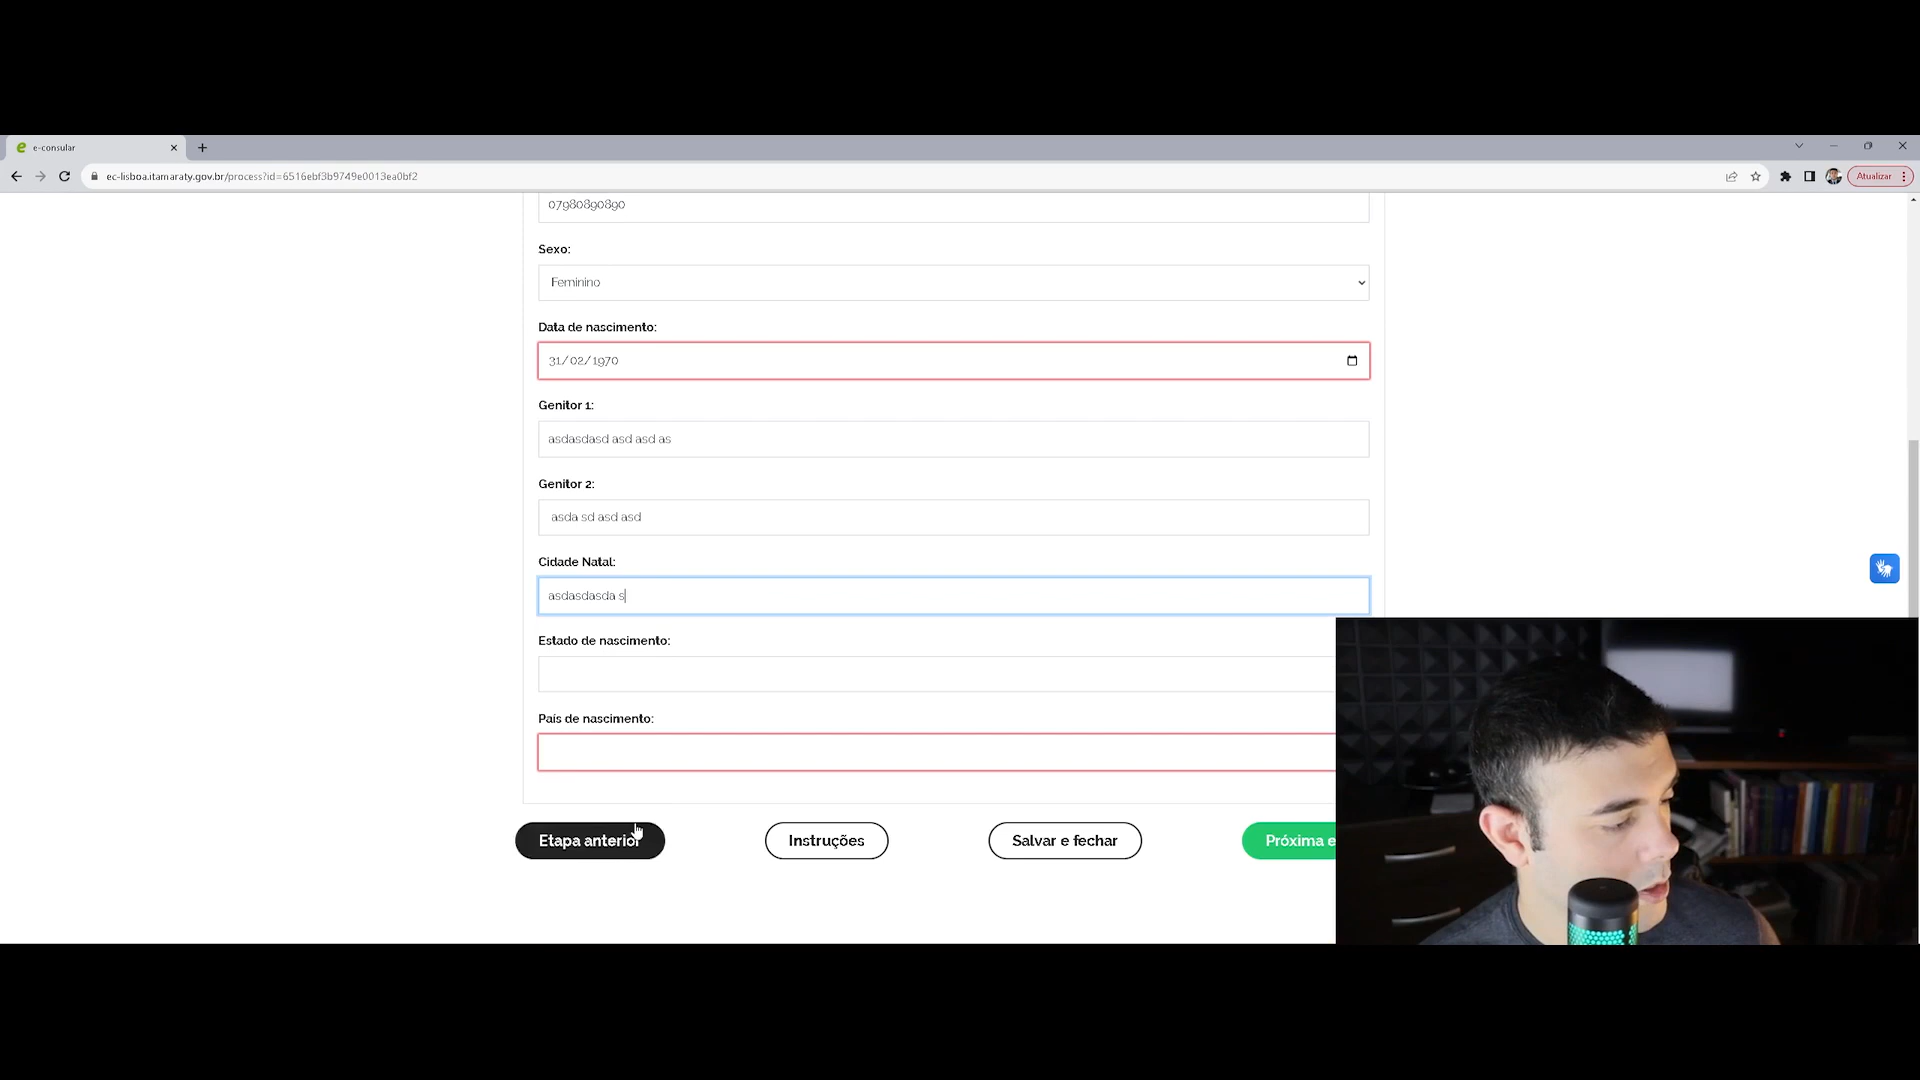 e-consular
ec-lisboa.itamaraty.gov.br/process?id=6516ebf3b9749e0013ea0bf2
Atualizar
07980890890
Sexo:
Feminino
Data de nascimento:
31/02/1970
Genitor 1:
asdasdasd asd asd as
Genitor 2:
asda sd asd asd
Cidade Natal:
asdasdasda s
Estado de nascimento:
País de nascimento:
Etapa anterior
Instruções
Salvar e fechar
Próxima e